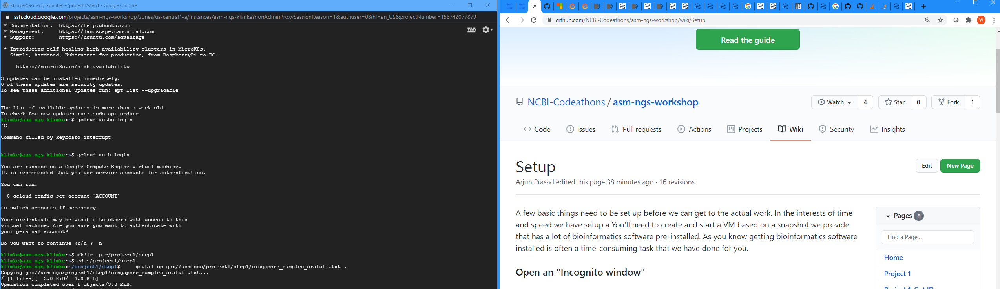 klimke@asm-ngs-klimke: ~/project1/step1 - Google Chrome
ssh.cloud.google.com/projects/asm-ngs-workshop/zones/us-central1-a/instances/asm-ngs-klimke?nonAdminProxySessionReason=1&authuser=0&hl=en_US&projectNumber=158742077879
* Documentation:  https://help.ubuntu.com
* Management:     https://landscape.canonical.com
* Support:        https://ubuntu.com/advantage
* Introducing self-healing high availability clusters in MicroK8s.
Simple, hardened, Kubernetes for production, from RaspberryPi to DC.
https://microk8s.io/high-availability
3 updates can be installed immediately.
0 of these updates are security updates.
To see these additional updates run: apt list --upgradable
The list of available updates is more than a week old.
To check for new updates run: sudo apt update
klimke@asm-ngs-klimke:~$ gcloud autho login
^C
Command killed by keyboard interrupt
klimke@asm-ngs-klimke:~$ gcloud auth login
You are running on a Google Compute Engine virtual machine.
It is recommended that you use service accounts for authentication.
You can run:
$ gcloud config set account `ACCOUNT`
to switch accounts if necessary.
Your credentials may be visible to others with access to this
virtual machine. Are you sure you want to authenticate with
your personal account?
Do you want to continue (Y/n)?  n
klimke@asm-ngs-klimke:~$ mkdir -p ~/project1/step1
klimke@asm-ngs-klimke:~$ cd ~/project1/step1
klimke@asm-ngs-klimke:~/project1/step1$     gsutil cp gs://asm-ngs/project1/step1/singapore_samples_srafull.txt .
Copying gs://asm-ngs/project1/step1/singapore_samples_srafull.txt...
/ [1 files][  3.0 KiB/  3.0 KiB]
Operation completed over 1 objects/3.0 KiB.
github.com/NCBI-Codeathons/asm-ngs-workshop/wiki/Setup
W
Read the guide
NCBI-Codeathons / asm-ngs-workshop
Watch 4 Star 0 Fork 1
Code Issues Pull requests Actions Projects Wiki Security Insights
Setup
Edit New Page
Arjun Prasad edited this page 38 minutes ago · 16 revisions
A few basic things need to be set up before we can get to the actual work. In the interests of time
and speed we have setup a You'll need to create and start a VM based on a snapshot we provide
that has a lot of bioinformatics software pre-installed. As you know getting bioinformatics software
installed is often a time-consuming task that we have done for you.
Open an "Incognito window"
Pages 8
Find a Page...
Home
Project 1
Project 1: Get IDs